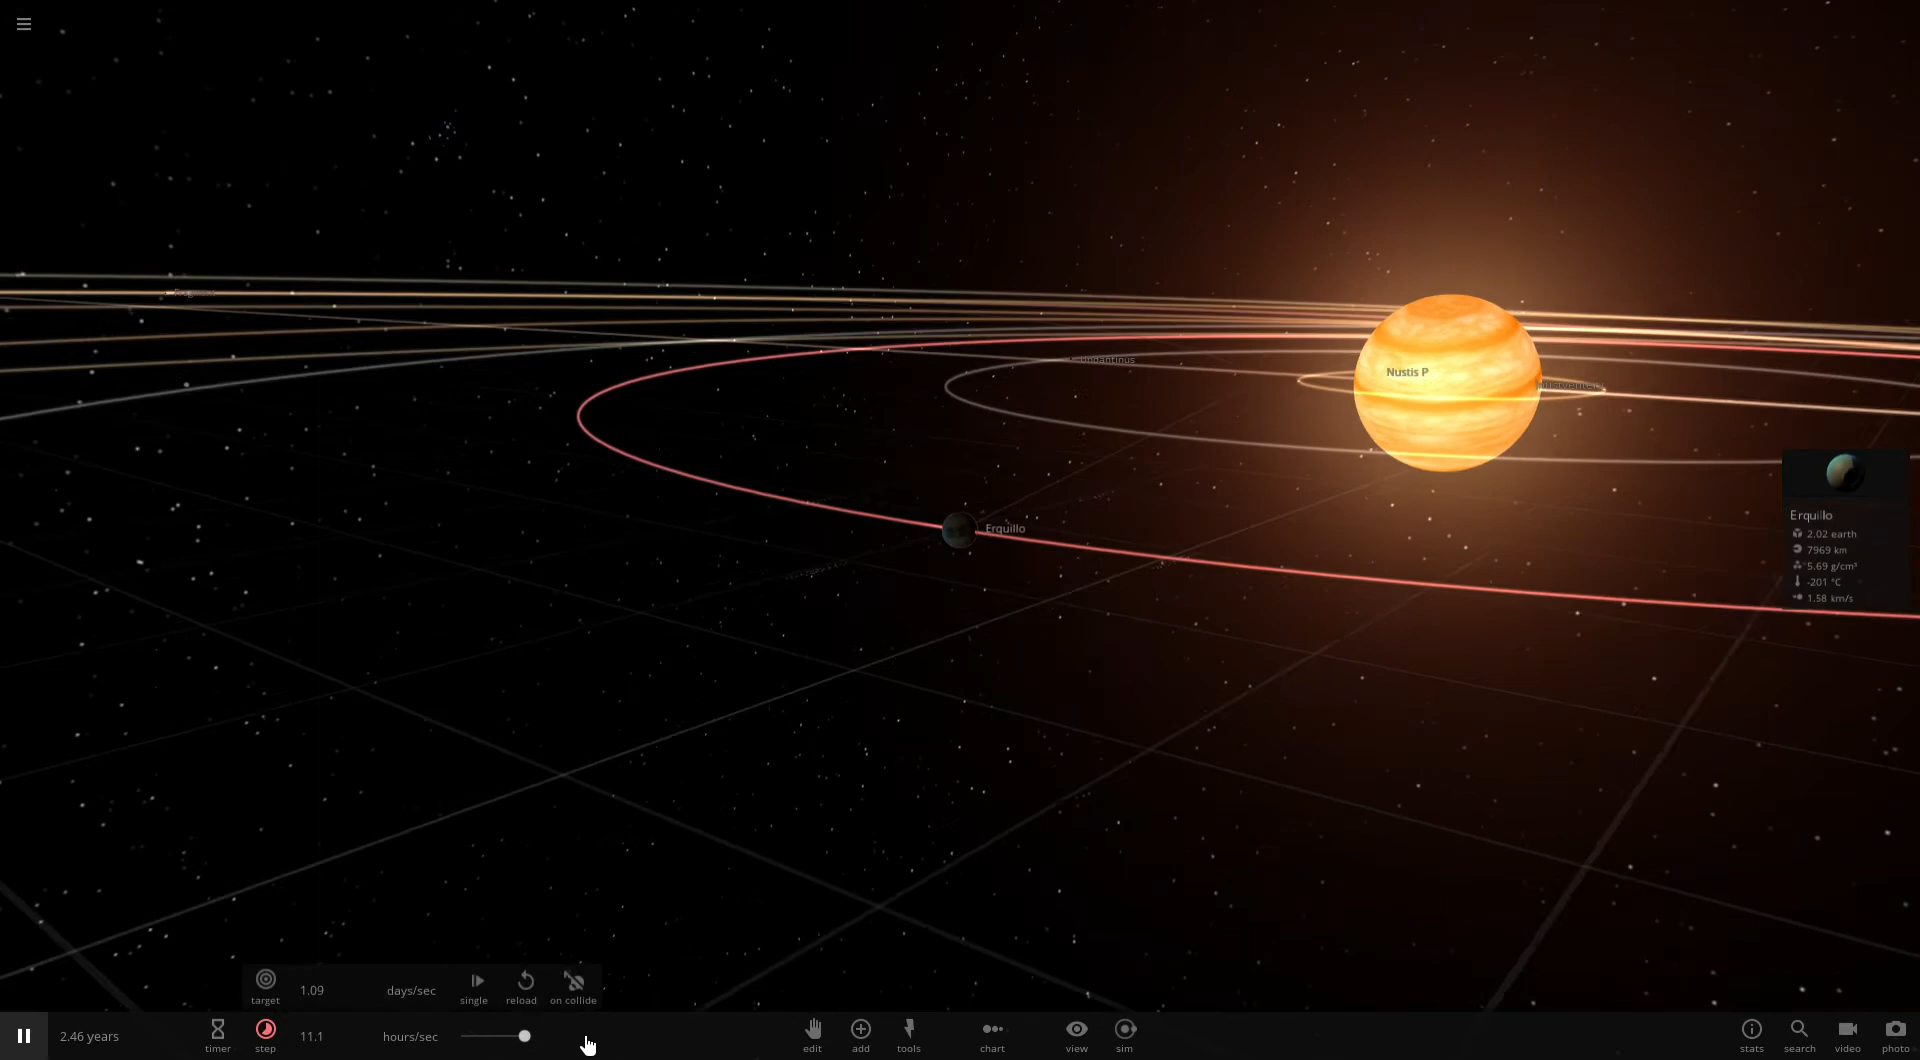 Undantinus
Nustis P
Erquillo
Erquillo
2.02 earth
7969 km
5.69 g/cm³
-201 °C
1.58 km/s
target
1.09
days/sec
single
reload
on collide
2.46 years
timer
step
11.1
hours/sec
edit
add
tools
chart
view
sim
stats
search
video
photo